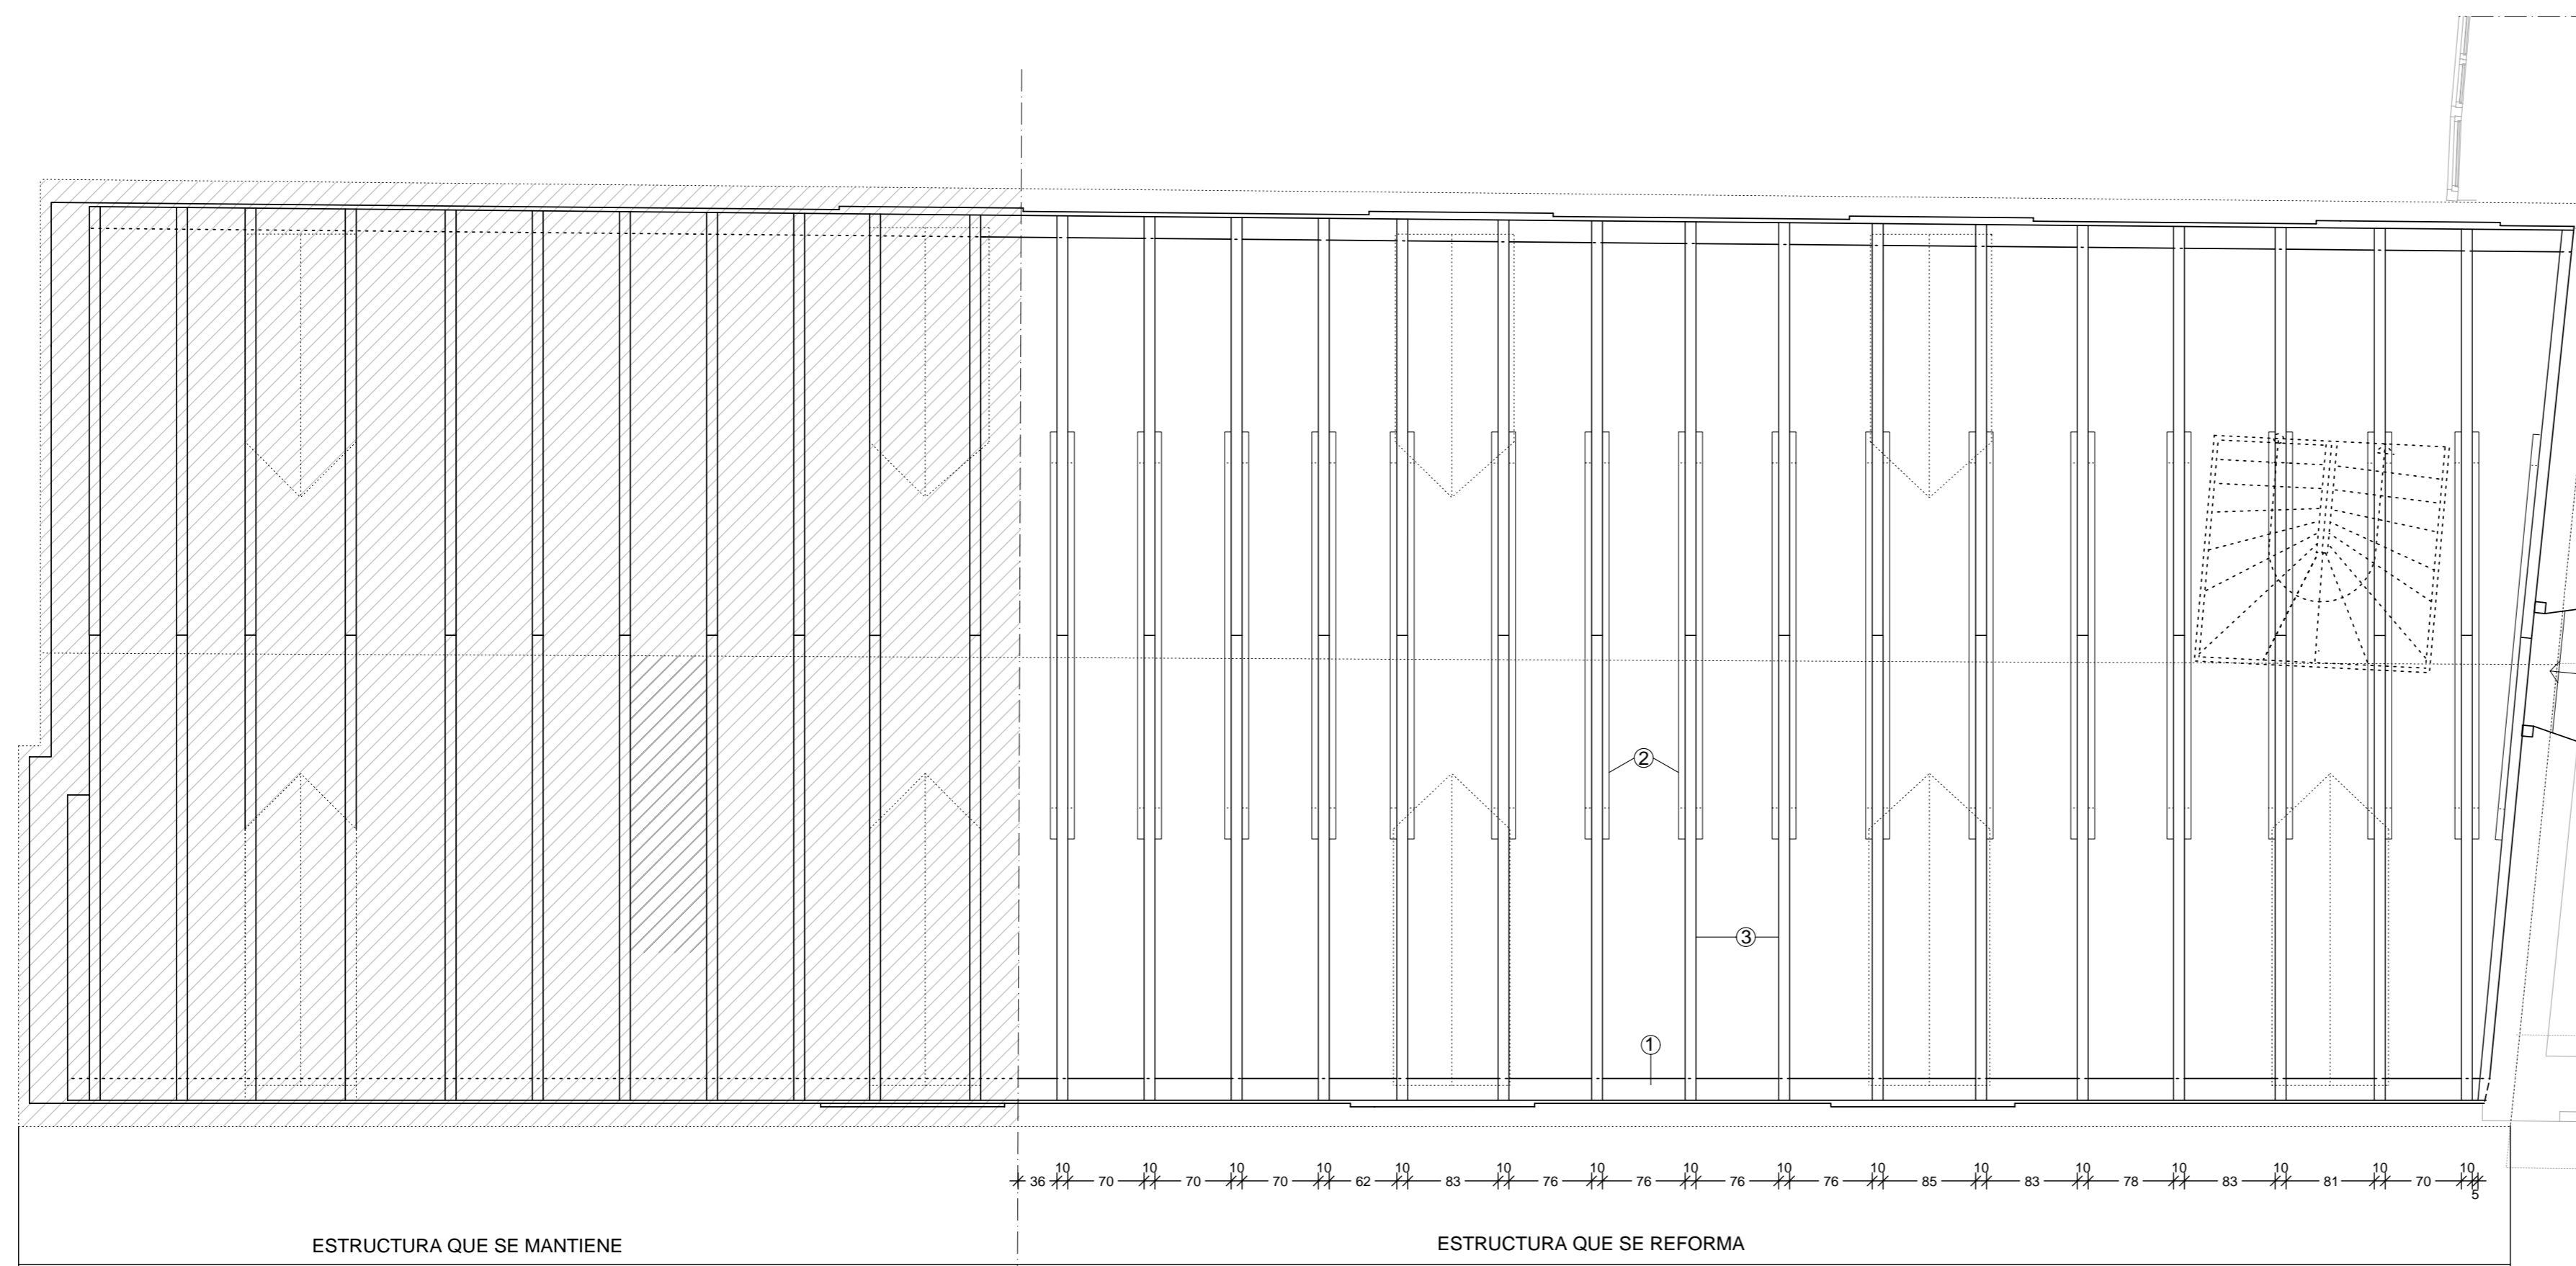 ②
③
①
10 10 10 10 10 10 10 10 10 10 10 10 10 10 10 10
36 70 70 70 62 83 76 76 76 76 85 83 78 83 81 70
5
ESTRUCTURA QUE SE MANTIENE
ESTRUCTURA QUE SE REFORMA